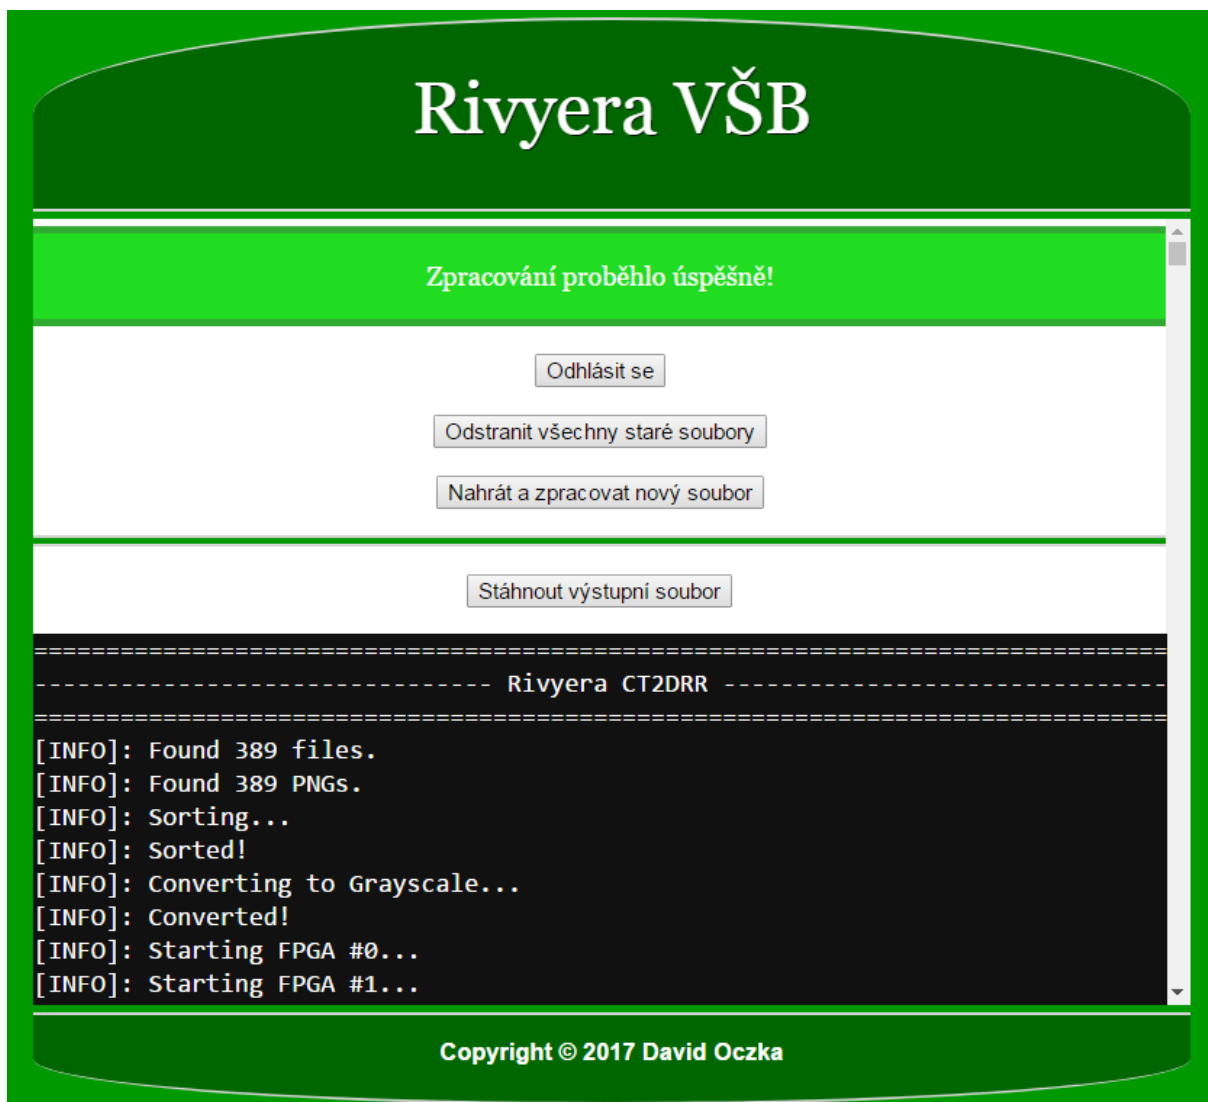 Rivyera VŠB
Zpracování proběhlo úspěšně!
Odhlásit se
Odstranit všechny staré soubory
Nahrát a zpracovat nový soubor
Stáhnout výstupní soubor
===============================================================================
-------------------------------- Rivyera CT2DRR -------------------------------
===============================================================================
[INFO]: Found 389 files.
[INFO]: Found 389 PNGs.
[INFO]: Sorting...
[INFO]: Sorted!
[INFO]: Converting to Grayscale...
[INFO]: Converted!
[INFO]: Starting FPGA #0...
[INFO]: Starting FPGA #1...
Copyright © 2017 David Oczka